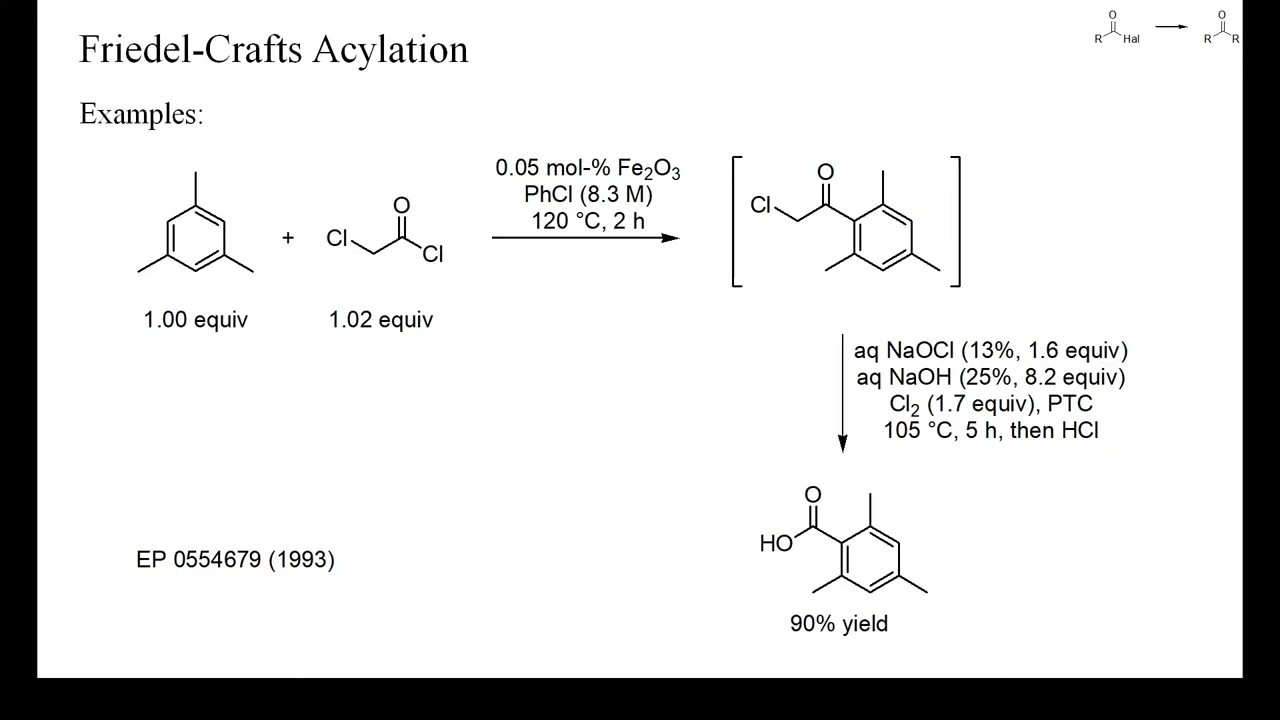 Friedel-Crafts Acylation
O
R Hal
O
R R
Examples:
0.05 mol-% Fe₂O₃
PhCl (8.3 M)
120 °C, 2 h
+
O
Cl
Cl
O
Cl
1.00 equiv
1.02 equiv
aq NaOCl (13%, 1.6 equiv)
aq NaOH (25%, 8.2 equiv)
Cl₂ (1.7 equiv), PTC
105 °C, 5 h, then HCl
O
HO
EP 0554679 (1993)
90% yield